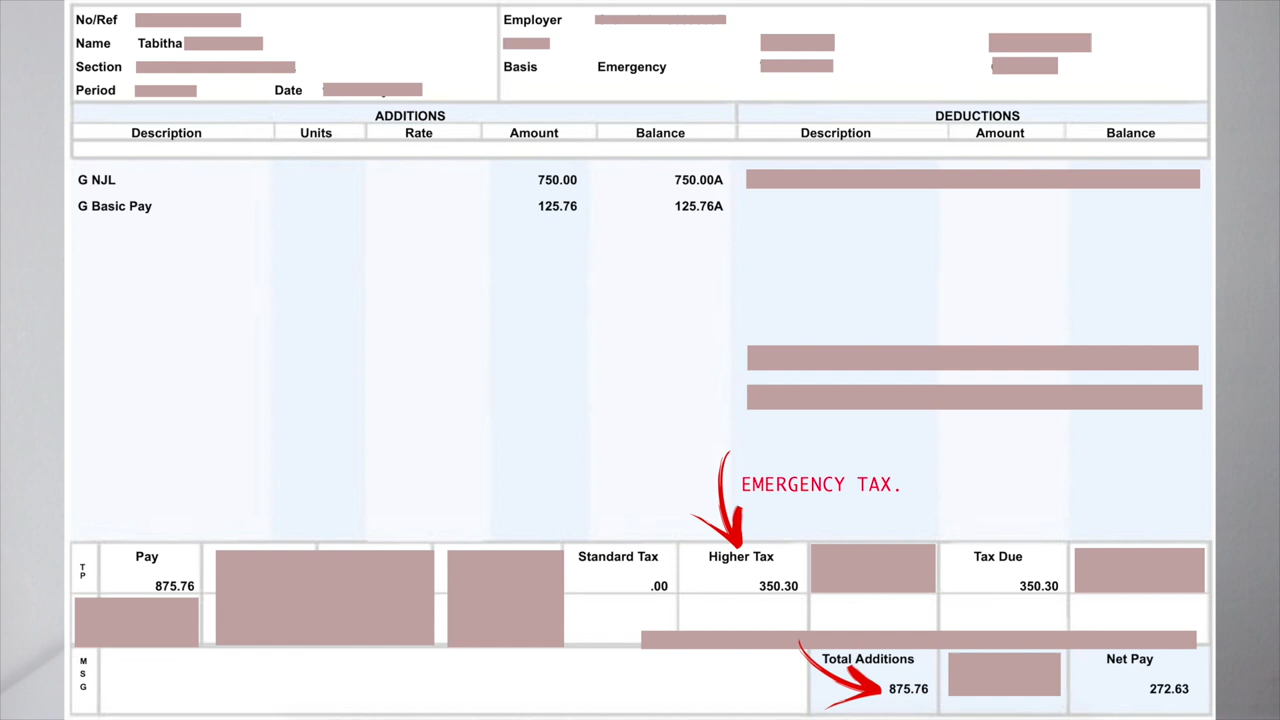 No/Ref
Employer
Name Tabitha
Section
Basis Emergency
Period Date
ADDITIONS DEDUCTIONS
Description Units Rate Amount Balance Description Amount Balance
G NJL 750.00 750.00A
G Basic Pay 125.76 125.76A
EMERGENCY TAX.
TP Pay Standard Tax Higher Tax Tax Due
875.76 .00 350.30 350.30
MSG Total Additions Net Pay
875.76 272.63